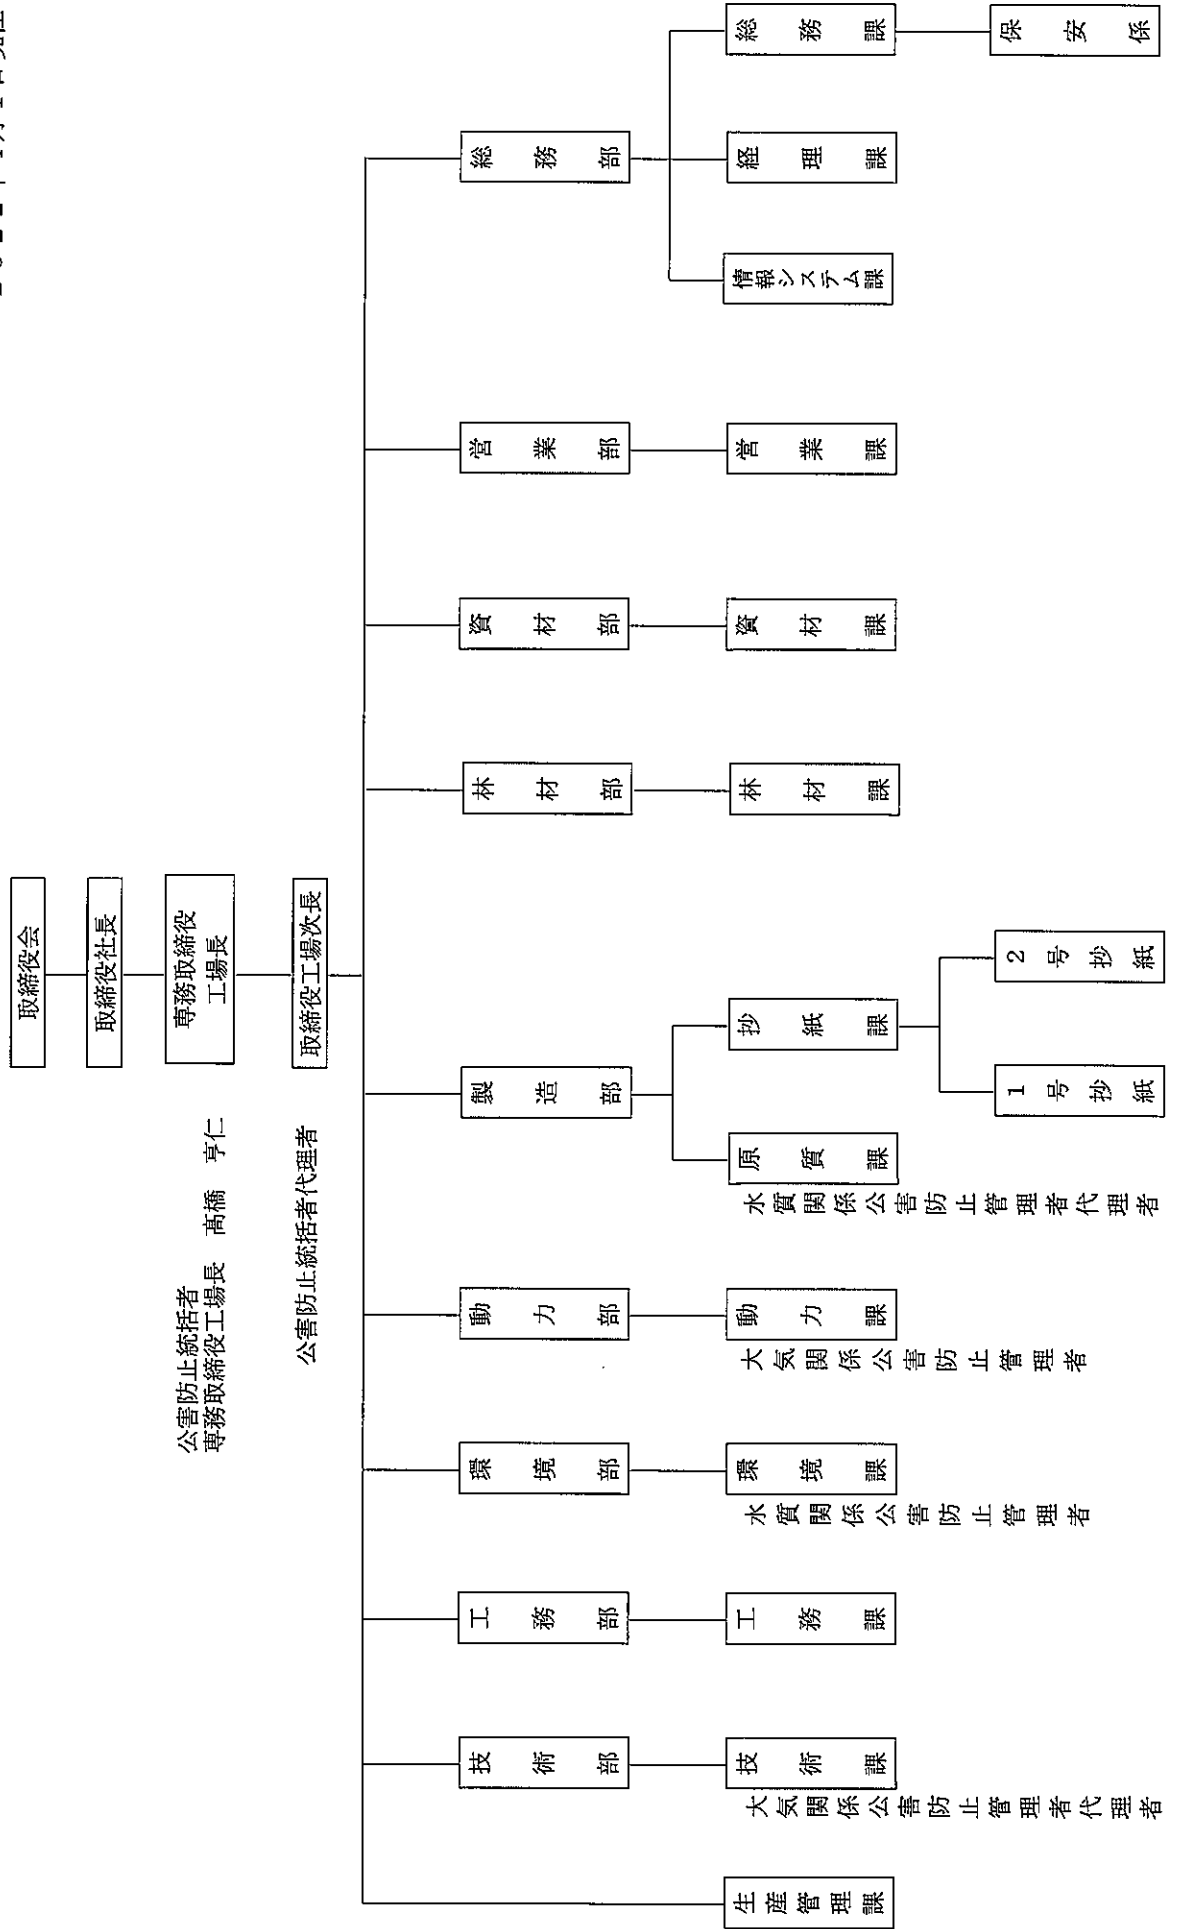 取締役会
取締役社長
専務取締役
工場長
公害防止統括者
専務取締役工場長 髙橋 亨仁
取締役工場次長
公害防止統括者代理者
技術部
工務部
環境部
動力部
製造部
林材部
資材部
営業部
総務部
生産管理課
技術課
大気関係公害防止管理者代理者
工務課
環境課
水質関係公害防止管理者
動力課
大気関係公害防止管理者
原質課
水質関係公害防止管理者代理者
抄紙課
林材課
資材課
営業課
情報システム課
経理課
総務課
1号抄紙
2号抄紙
保安係